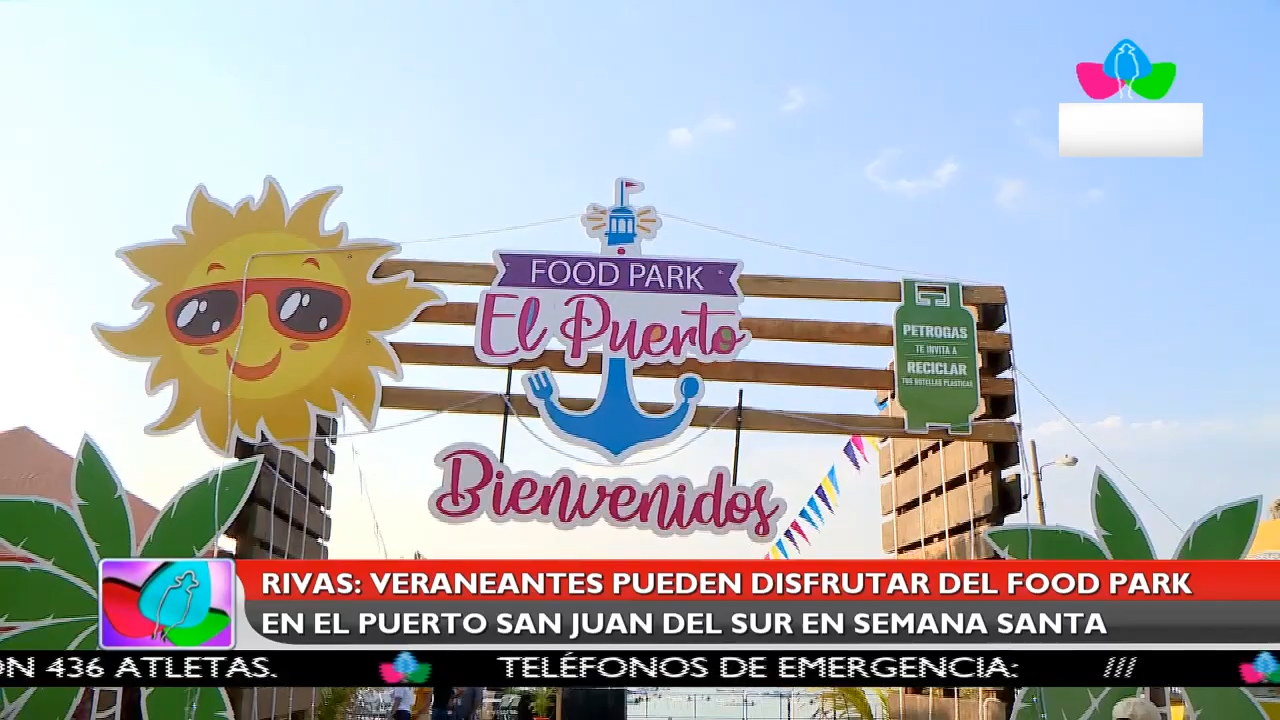 FOOD PARK
El Puerto
Bienvenidos
PETROGAS
TE INVITA A
RECICLAR
TUS BOTELLAS PLASTICAS
RIVAS: VERANEANTES PUEDEN DISFRUTAR DEL FOOD PARK
EN EL PUERTO SAN JUAN DEL SUR EN SEMANA SANTA
ÓN 436 ATLETAS.
TELÉFONOS DE EMERGENCIA:
///